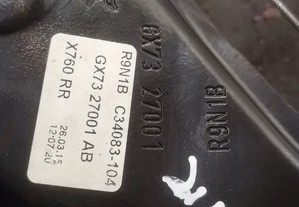 R9N1B C34083-104
GX73 27001 AB
X760 RR
26.03.15
12:07:20
GX73 27001
R9N1B